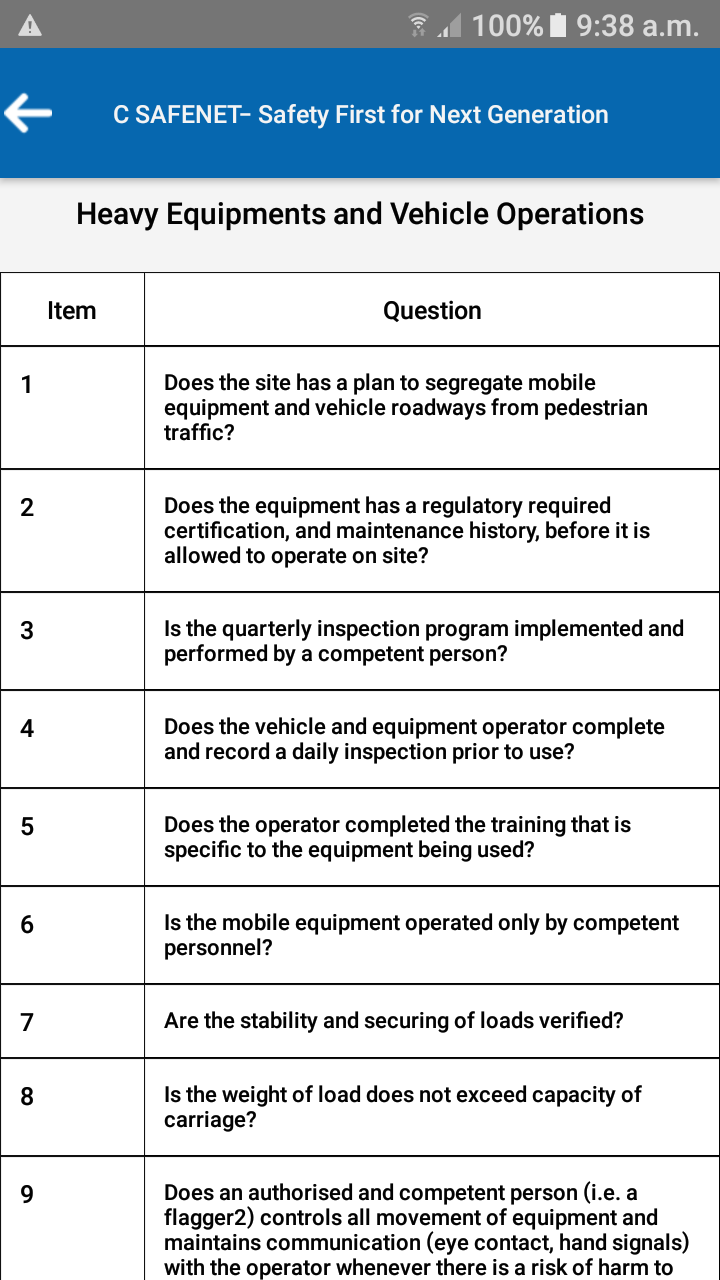 100% 9:38 a.m.
C SAFENET– Safety First for Next Generation
Heavy Equipments and Vehicle Operations
Item Question
1 Does the site has a plan to segregate mobile
equipment and vehicle roadways from pedestrian
traffic?
2 Does the equipment has a regulatory required
certification, and maintenance history, before it is
allowed to operate on site?
3 Is the quarterly inspection program implemented and
performed by a competent person?
4 Does the vehicle and equipment operator complete
and record a daily inspection prior to use?
5 Does the operator completed the training that is
specific to the equipment being used?
6 Is the mobile equipment operated only by competent
personnel?
7 Are the stability and securing of loads verified?
8 Is the weight of load does not exceed capacity of
carriage?
9 Does an authorised and competent person (i.e. a
flagger2) controls all movement of equipment and
maintains communication (eye contact, hand signals)
with the operator whenever there is a risk of harm to